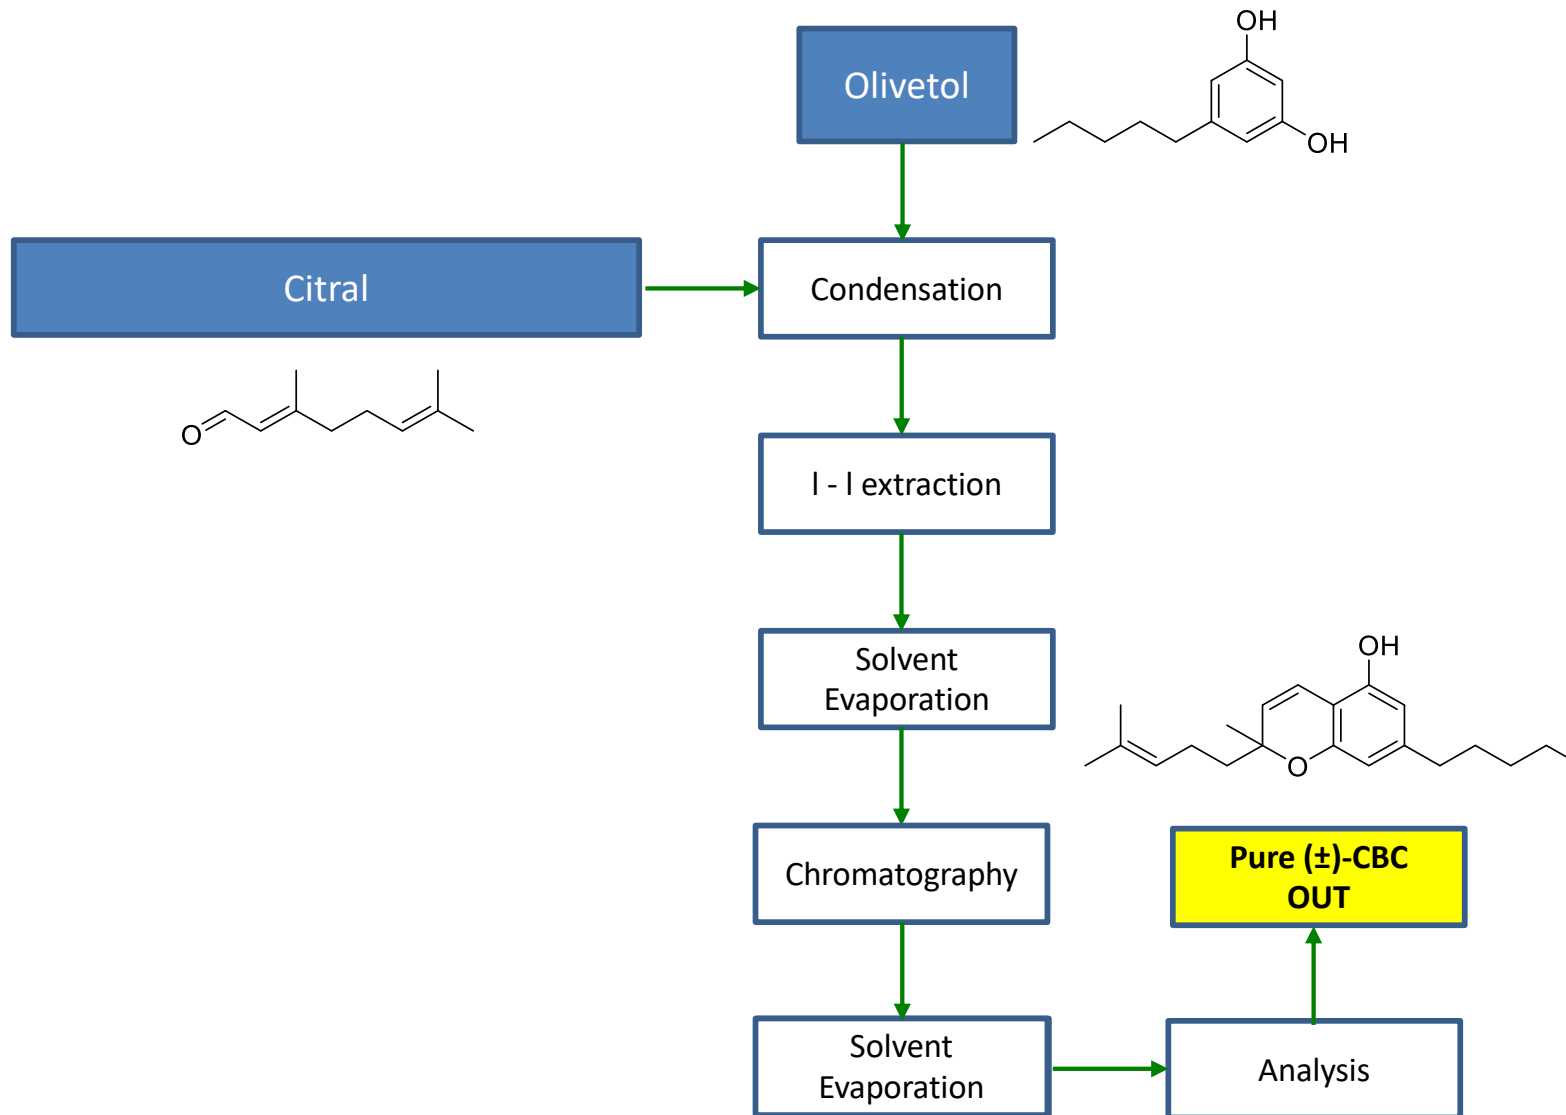 Olivetol
OH
OH
Citral
O
Condensation
l - l extraction
Solvent
Evaporation
OH
O
Chromatography
Pure (±)-CBC
OUT
Solvent
Evaporation
Analysis